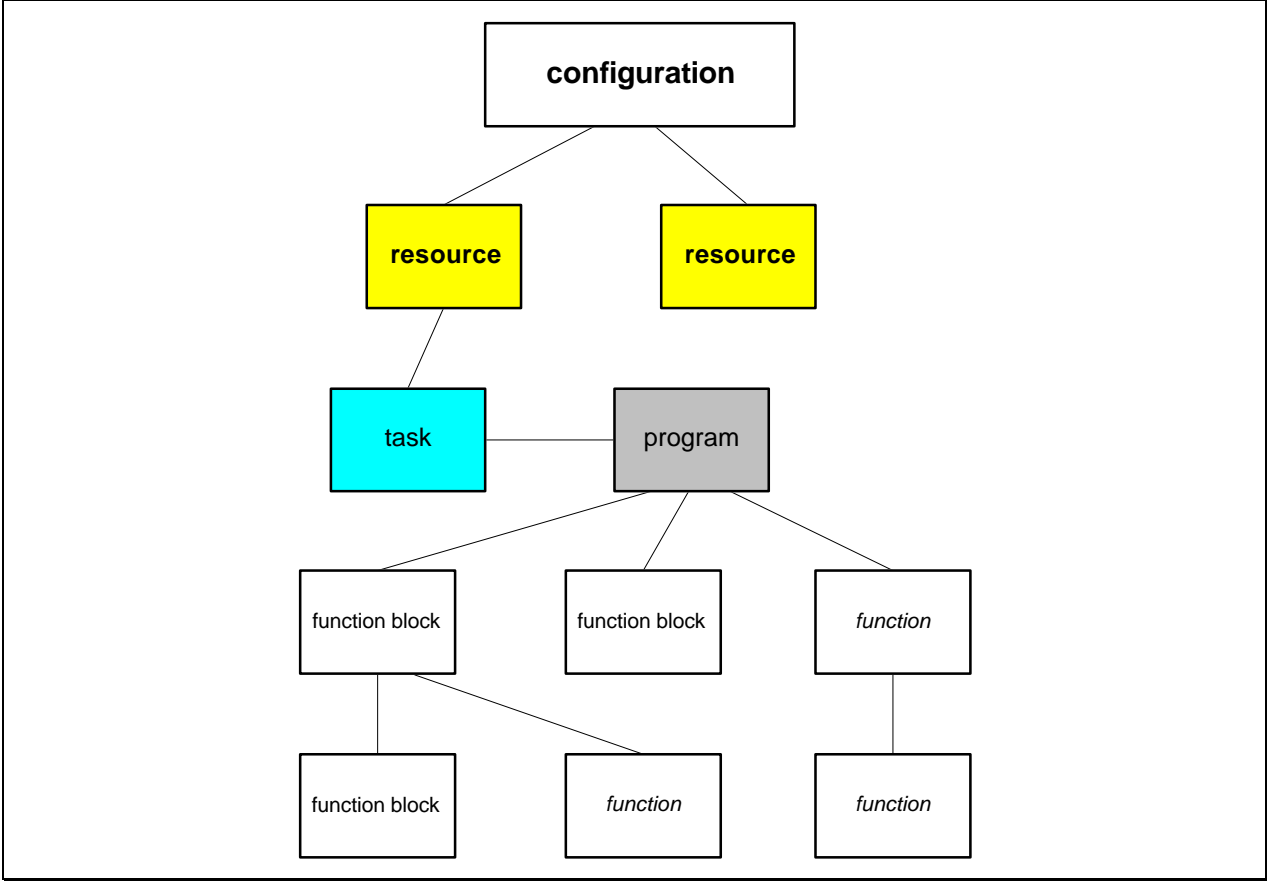 configuration
resource
resource
task
program
function block
function block
function
function block
function
function